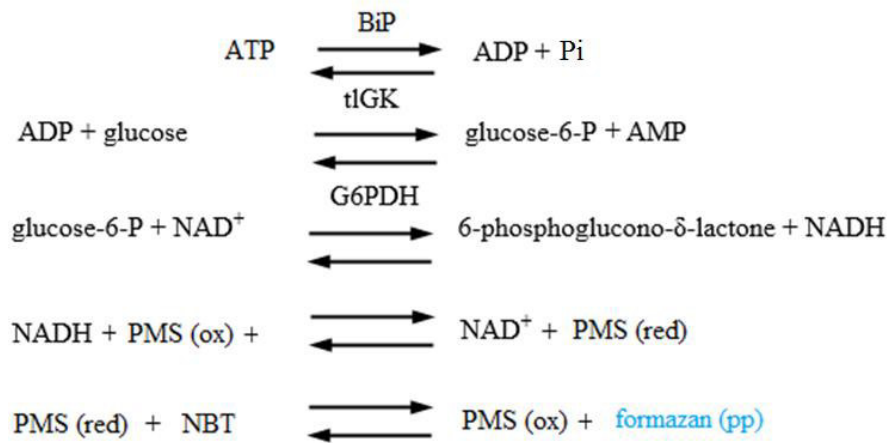 BiP
ATP ADP + Pi
tlGK
ADP + glucose glucose-6-P + AMP
G6PDH
glucose-6-P + NAD⁺ 6-phosphoglucono-δ-lactone + NADH
NADH + PMS (ox) + NAD⁺ + PMS (red)
PMS (red) + NBT PMS (ox) + formazan (pp)